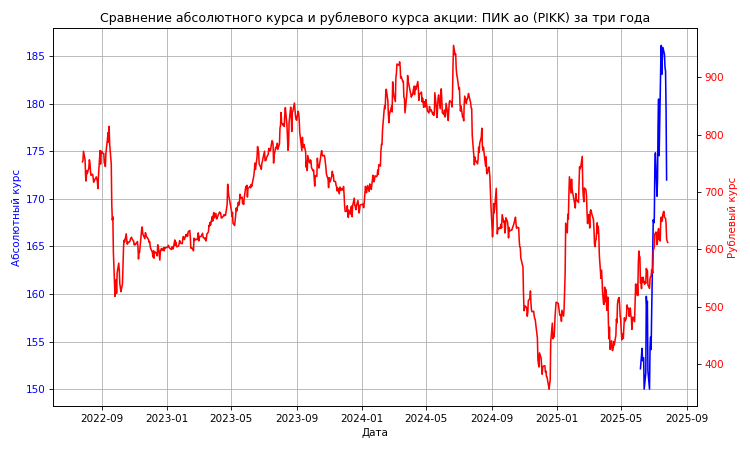 Сравнение абсолютного курса и рублевого курса акции: ПИК ао (PIKK) за три года
Абсолютный курс
185
180
175
170
165
160
155
150
900
800
700
600
500
400
Рублевый курс
2022-09 2023-01 2023-05 2023-09 2024-01 2024-05 2024-09 2025-01 2025-05 2025-09
Дата